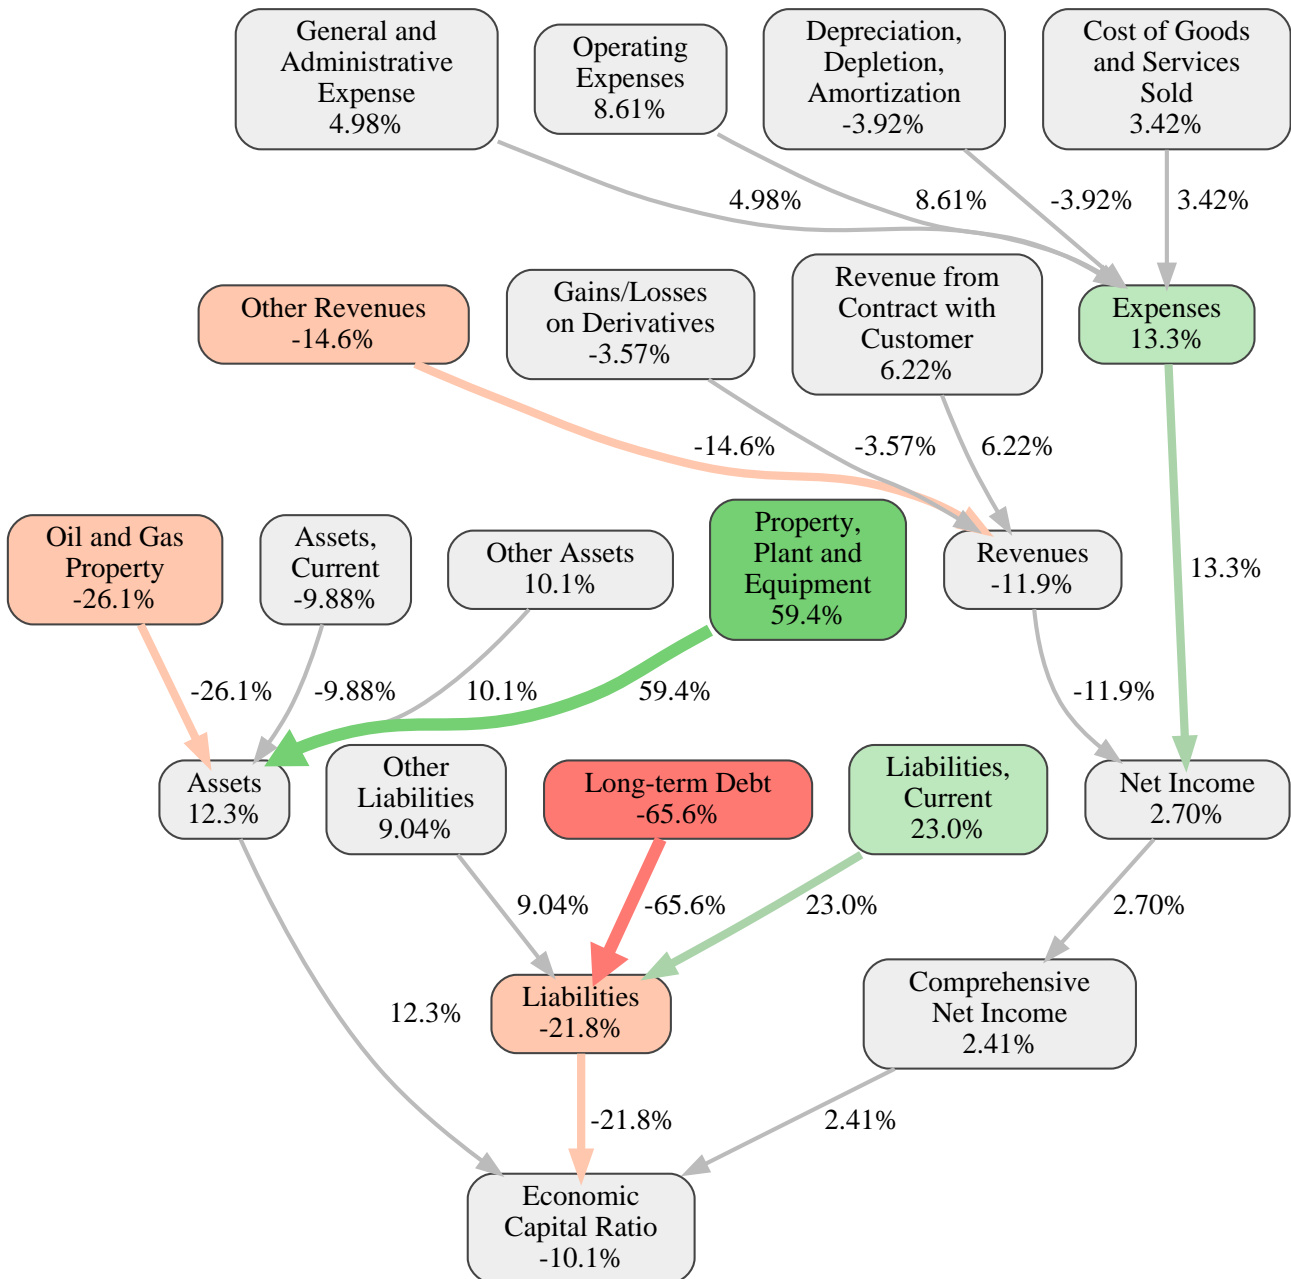 General and
Administrative
Expense
4.98%
Operating
Expenses
8.61%
Depreciation,
Depletion,
Amortization
-3.92%
Cost of Goods
and Services
Sold
3.42%
4.98%
8.61%
-3.92%
3.42%
Other Revenues
-14.6%
Gains/Losses
on Derivatives
-3.57%
Revenue from
Contract with
Customer
6.22%
Expenses
13.3%
-14.6%
-3.57%
6.22%
13.3%
Oil and Gas
Property
-26.1%
Assets,
Current
-9.88%
Other Assets
10.1%
Property,
Plant and
Equipment
59.4%
Revenues
-11.9%
-26.1%
-9.88%
10.1%
59.4%
-11.9%
Assets
12.3%
Other
Liabilities
9.04%
Long-term Debt
-65.6%
Liabilities,
Current
23.0%
Net Income
2.70%
9.04%
-65.6%
23.0%
2.70%
12.3%
Liabilities
-21.8%
Comprehensive
Net Income
2.41%
-21.8%
2.41%
Economic
Capital Ratio
-10.1%